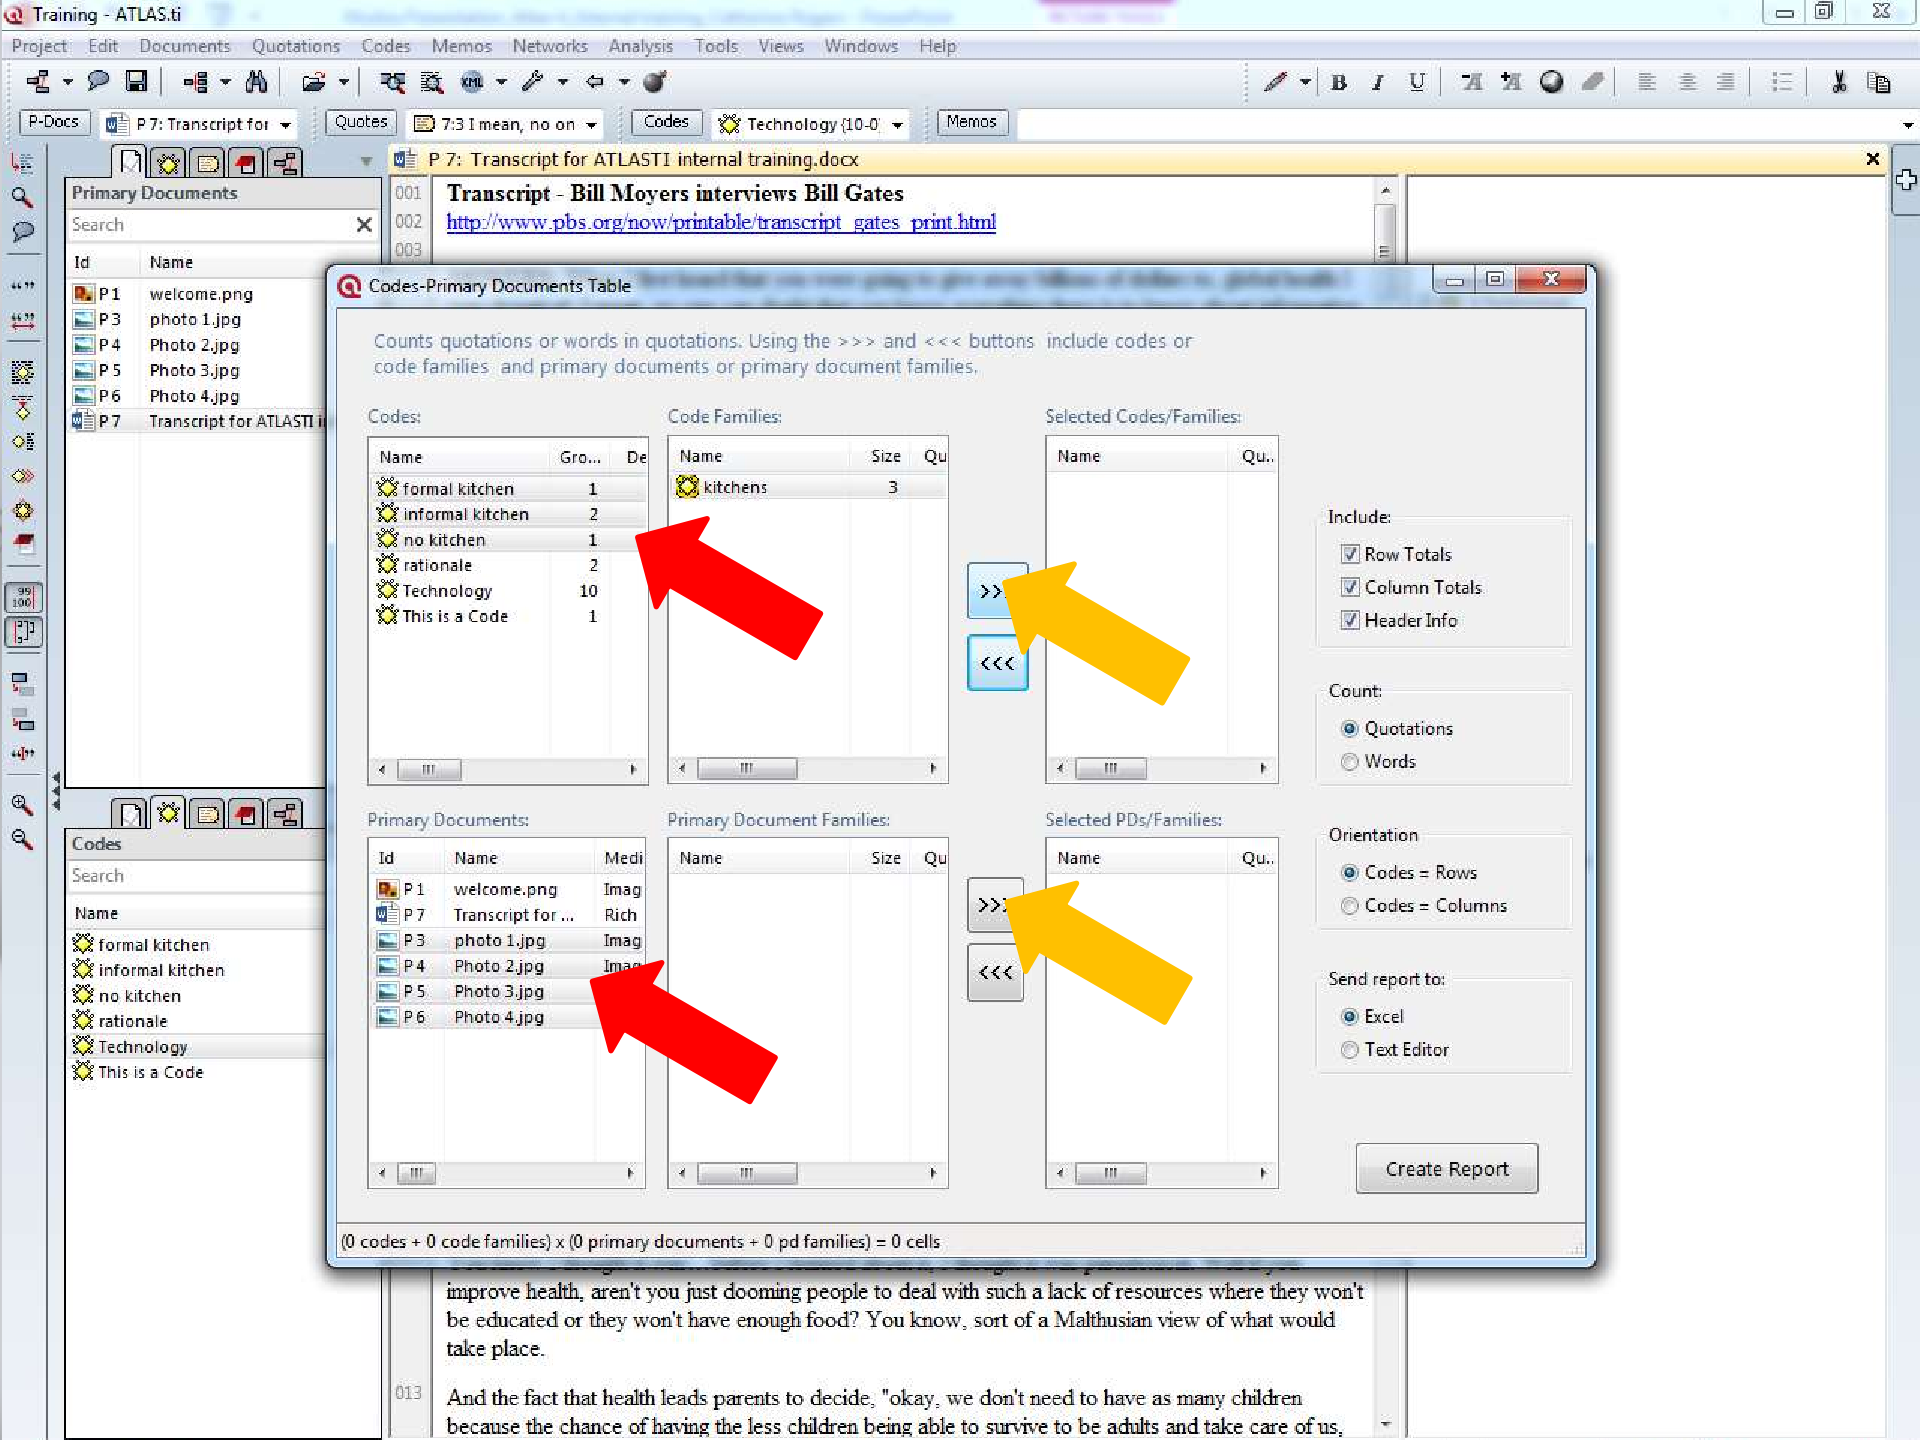 Training - ATLAS.ti
Project Edit Documents Quotations Codes Memos Networks Analysis Tools Views Windows Help
XML B I U A A
P-Docs P 7: Transcript for Quotes 7:3 I mean, no on Codes Technology {10-0 Memos
P 7: Transcript for ATLASTI internal training.docx
Primary Documents
Search
Id Name
P 1 welcome.png
P 3 photo 1.jpg
P 4 Photo 2.jpg
P 5 Photo 3.jpg
P 6 Photo 4.jpg
P 7 Transcript for ATLASTI i
001 Transcript - Bill Moyers interviews Bill Gates
002 http://www.pbs.org/now/printable/transcript_gates_print.html
003
Codes-Primary Documents Table
Counts quotations or words in quotations. Using the >>> and <<< buttons include codes or
code families and primary documents or primary document families.
Codes:
Name Gro... De
formal kitchen 1
informal kitchen 2
no kitchen 1
rationale 2
Technology 10
This is a Code 1
Code Families:
Name Size Qu
kitchens 3
>>
<<<
Selected Codes/Families:
Name Qu..
Include:
Row Totals
Column Totals
Header Info
Count:
Quotations
Words
Primary Documents:
Id Name Medi
P 1 welcome.png Imag
P 7 Transcript for ... Rich
P 3 photo 1.jpg Imag
P 4 Photo 2.jpg Imag
P 5 Photo 3.jpg
P 6 Photo 4.jpg
Primary Document Families:
Name Size Qu
>>
<<<
Selected PDs/Families:
Name Qu..
Orientation
Codes = Rows
Codes = Columns
Send report to:
Excel
Text Editor
Create Report
(0 codes + 0 code families) x (0 primary documents + 0 pd families) = 0 cells
99
100
Codes
Search
Name
formal kitchen
informal kitchen
no kitchen
rationale
Technology
This is a Code
improve health, aren't you just dooming people to deal with such a lack of resources where they won't
be educated or they won't have enough food? You know, sort of a Malthusian view of what would
take place.
013 And the fact that health leads parents to decide, "okay, we don't need to have as many children
because the chance of having the less children being able to survive to be adults and take care of us,